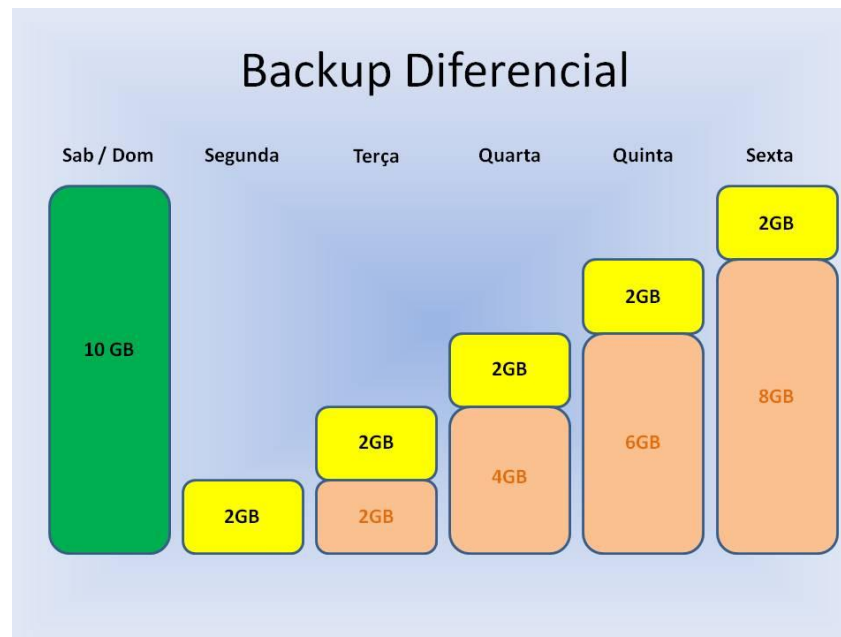 Backup Diferencial
Sab / Dom Segunda Terça Quarta Quinta Sexta
2GB
2GB
10 GB 2GB
8GB
2GB 6GB
4GB
2GB 2GB